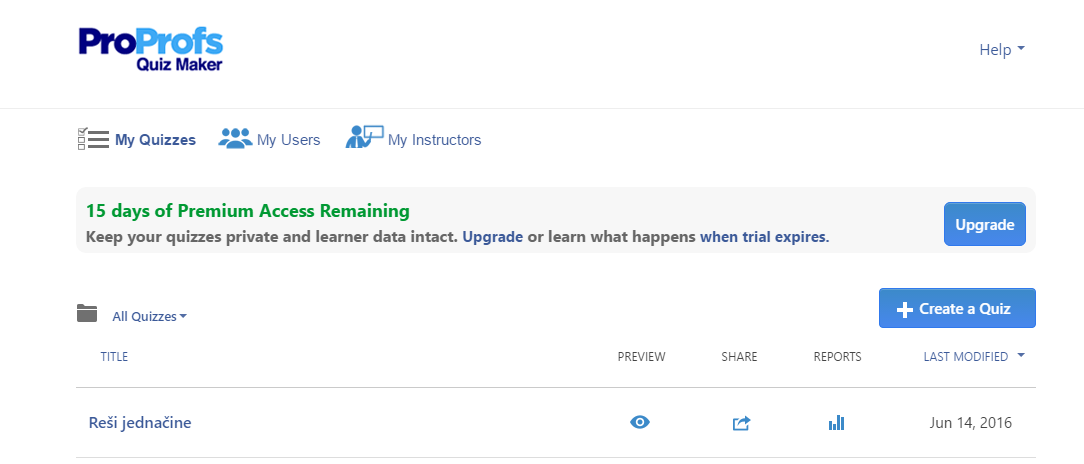 ProProfs
Quiz Maker
Help
My Quizzes My Users My Instructors
15 days of Premium Access Remaining
Keep your quizzes private and learner data intact. Upgrade or learn what happens when trial expires.
Upgrade
All Quizzes
Create a Quiz
TITLE PREVIEW SHARE REPORTS LAST MODIFIED
Reši jednačine Jun 14, 2016